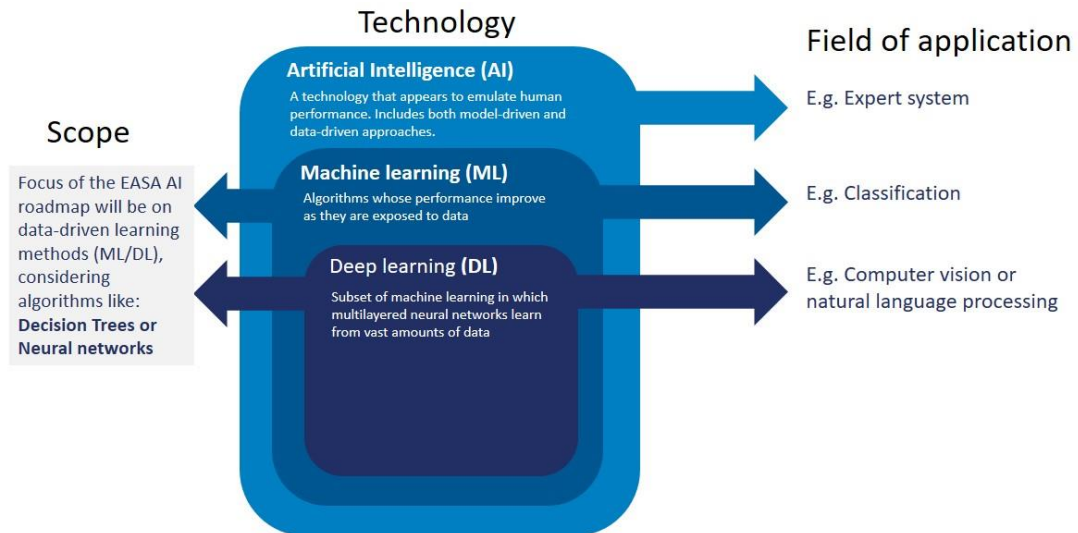 Technology
Field of application
Artificial Intelligence (AI)
A technology that appears to emulate human
performance. Includes both model-driven and
data-driven approaches.
E.g. Expert system
Scope
Focus of the EASA AI
roadmap will be on
data-driven learning
methods (ML/DL),
considering
algorithms like:
Decision Trees or
Neural networks
Machine learning (ML)
Algorithms whose performance improve
as they are exposed to data
E.g. Classification
Deep learning (DL)
Subset of machine learning in which
multilayered neural networks learn
from vast amounts of data
E.g. Computer vision or
natural language processing